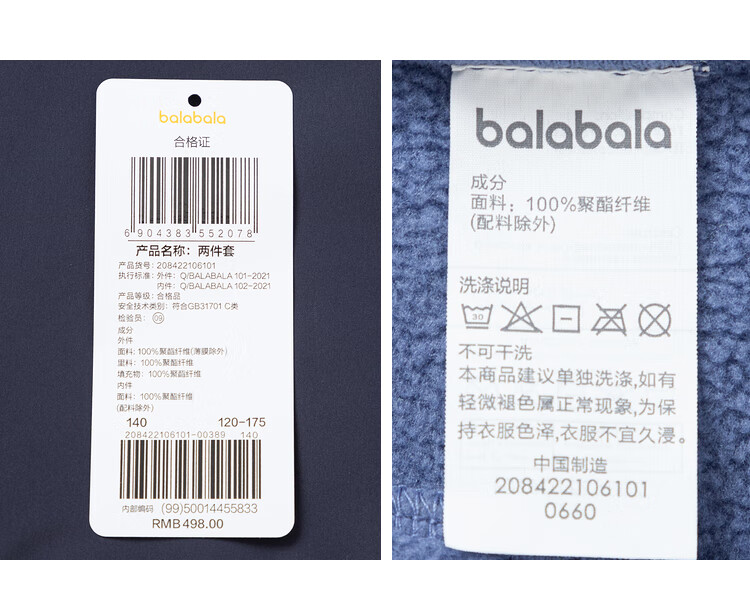 balabala
合格证
6 904383 552078
产品名称：两件套
产品货号：208422106101
执行标准：外件：Q/BALABALA 101-2021
内件：Q/BALABALA 102-2021
产品等级：合格品
安全技术类别：符合GB31701 C类
检验员：09
成分
外件
面料：100%聚酯纤维(薄膜除外)
里料：100%聚酯纤维
填充物：100%聚酯纤维
内件
面料：100%聚酯纤维
(配料除外)
140 120-175
208422106101-00389 140
内部编码 (99)50014455833
RMB 498.00
balabala
成分
面料：100%聚酯纤维
(配料除外)
洗涤说明
30
不可干洗
本商品建议单独洗涤,如有
轻微褪色属正常现象,为保
持衣服色泽,衣服不宜久浸。
中国制造
208422106101
0660